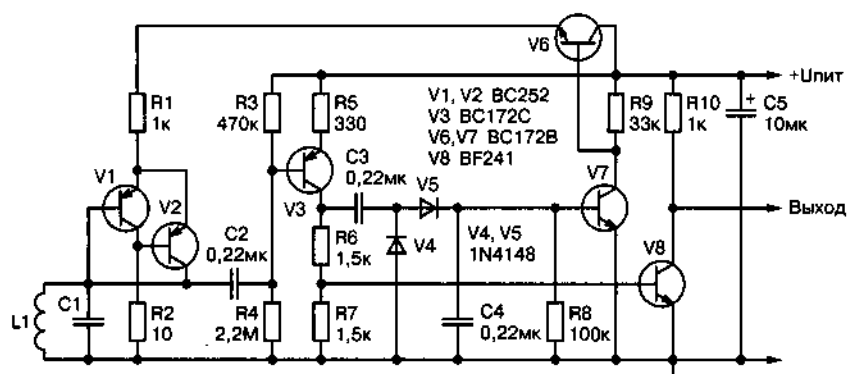 V6
+Uпит
R1
1к
R3
470к
R5
330
V1, V2 BC252
V3 BC172C
V6,V7 BC172B
V8 BF241
R9
33к
R10
1к
+
C5
10мк
V1
V2
C3
0,22мк
V5
V7
C2
0,22мк
V3
Выход
R6
1,5к
V4
V4, V5
1N4148
V8
L1
C1
R2
10
R4
2,2М
R7
1,5к
C4
0,22мк
R8
100к